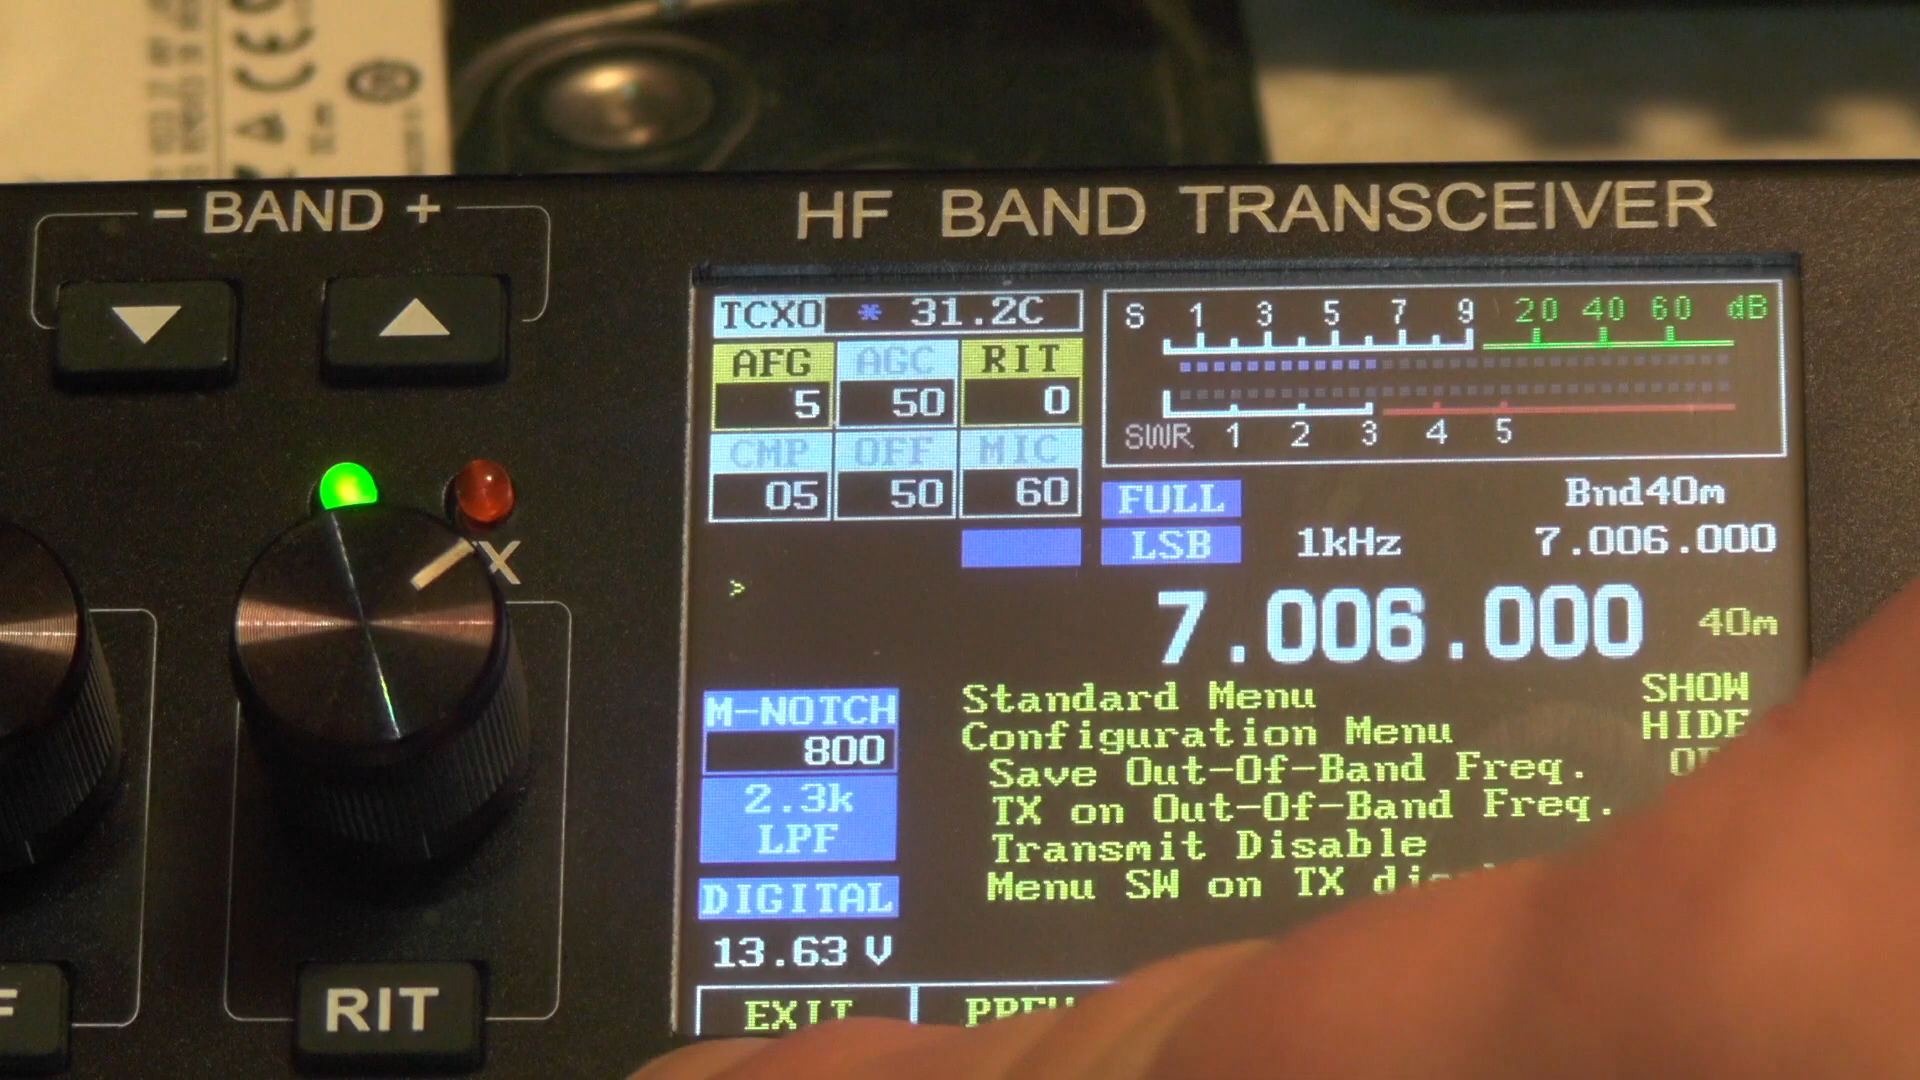 - BAND +
HF BAND TRANSCEIVER
TCXO * 31.2C
S 1 3 5 7 9 20 40 60 dB
AFG AGC RIT
5 50 0
SWR 1 2 3 4 5
CMP OFF MIC
05 50 60
FULL Bnd40m
LSB 1kHz 7.006.000
>
7.006.000 40m
X
M-NOTCH
800
2.3k
LPF
DIGITAL
13.63 V
Standard Menu SHOW
Configuration Menu HIDE
Save Out-Of-Band Freq.
TX on Out-Of-Band Freq.
Transmit Disable
Menu SW on TX
EXIT
F
RIT